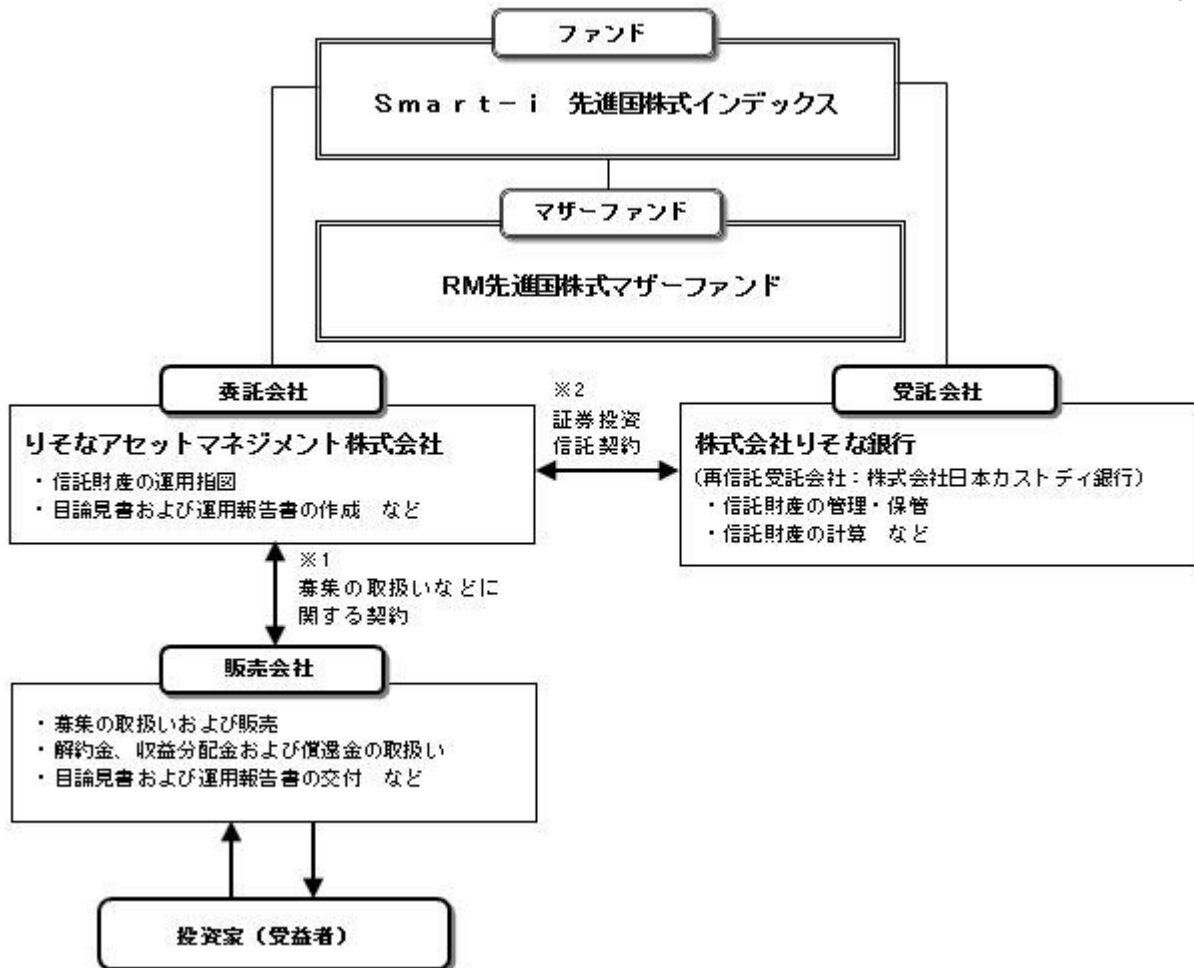 ファンド
Ｓｍａｒｔ－ｉ　先進国株式インデックス
マザーファンド
RM先進国株式マザーファンド
委託会社
りそなアセットマネジメント株式会社
・信託財産の運用指図
・目論見書および運用報告書の作成　など
※2
証券投資
信託契約
受託会社
株式会社りそな銀行
(再信託受託会社：株式会社日本カストディ銀行)
・信託財産の管理・保管
・信託財産の計算　など
※1
募集の取扱いなどに
関する契約
販売会社
・募集の取扱いおよび販売
・解約金、収益分配金および償還金の取扱い
・目論見書および運用報告書の交付　など
投資家（受益者）